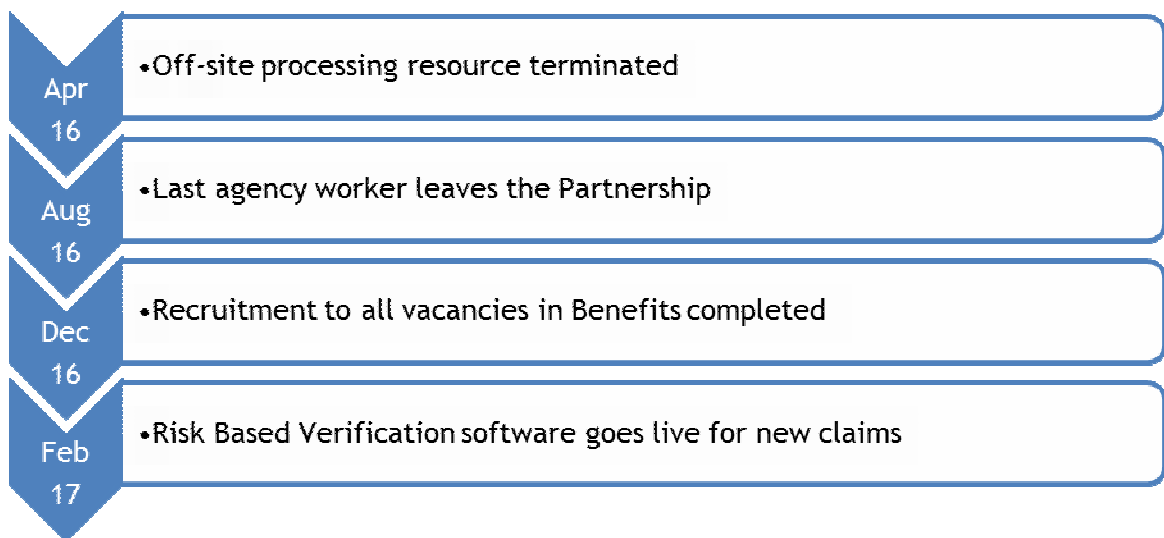 Apr
16
•Off-site processing resource terminated
Aug
16
•Last agency worker leaves the Partnership
Dec
16
•Recruitment to all vacancies in Benefits completed
Feb
17
•Risk Based Verification software goes live for new claims